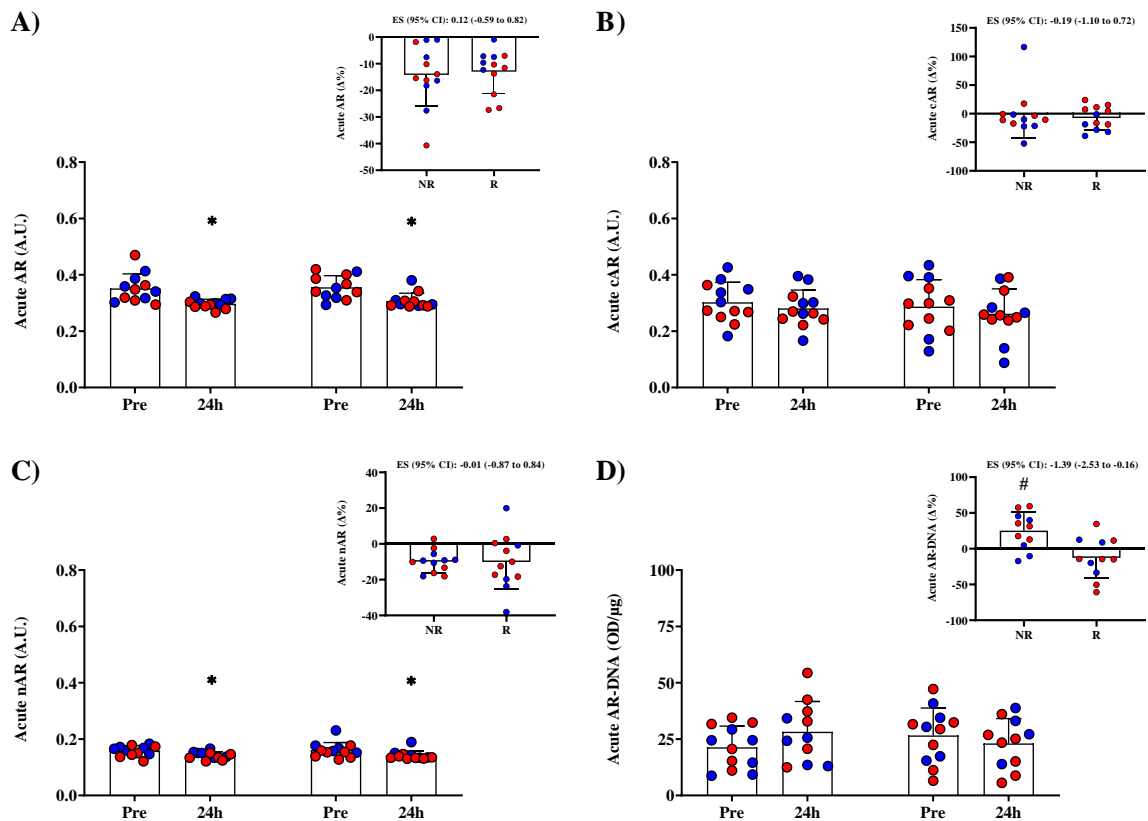 A)
ES (95% CI): 0.12 (-0.59 to 0.82)
Acute AR (Δ%)
0
-10
-20
-30
-40
-50
NR R
Acute AR (A.U.)
0.8
0.6
0.4
0.2
0.0
* *
Pre 24h Pre 24h
B)
ES (95% CI): -0.19 (-1.10 to 0.72)
Acute cAR (Δ%)
150
100
50
0
-50
-100
NR R
Acute cAR (A.U.)
0.8
0.6
0.4
0.2
0.0
Pre 24h Pre 24h
C)
ES (95% CI): -0.01 (-0.87 to 0.84)
Acute nAR (Δ%)
40
20
0
-20
-40
NR R
Acute nAR (A.U.)
0.8
0.6
0.4
0.2
0.0
* *
Pre 24h Pre 24h
D)
ES (95% CI): -1.39 (-2.53 to -0.16)
Acute AR-DNA (Δ%)
100
50
0
-50
-100
#
NR R
Acute AR-DNA (OD/µg)
100
75
50
25
0
Pre 24h Pre 24h